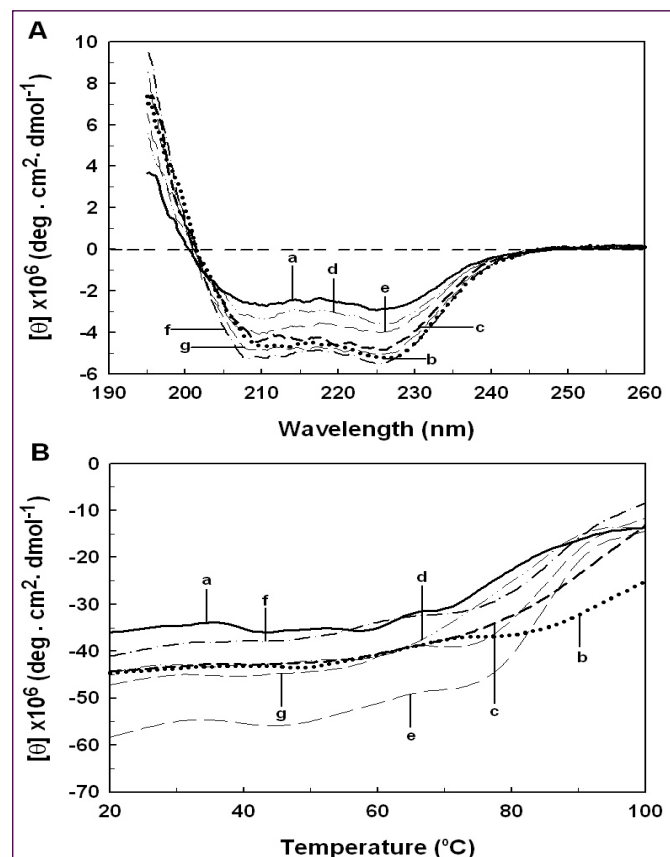 A
10
8
6
4
2
0
-2
-4
-6
[θ] x10⁶ (deg · cm²· dmol⁻¹)
a
d
e
f
g
c
b
190 200 210 220 230 240 250 260
Wavelength (nm)
B
0
-10
-20
-30
-40
-50
-60
-70
[θ] x10⁶ (deg · cm²· dmol⁻¹)
a
f
d
b
g
c
e
20 40 60 80 100
Temperature (ºC)